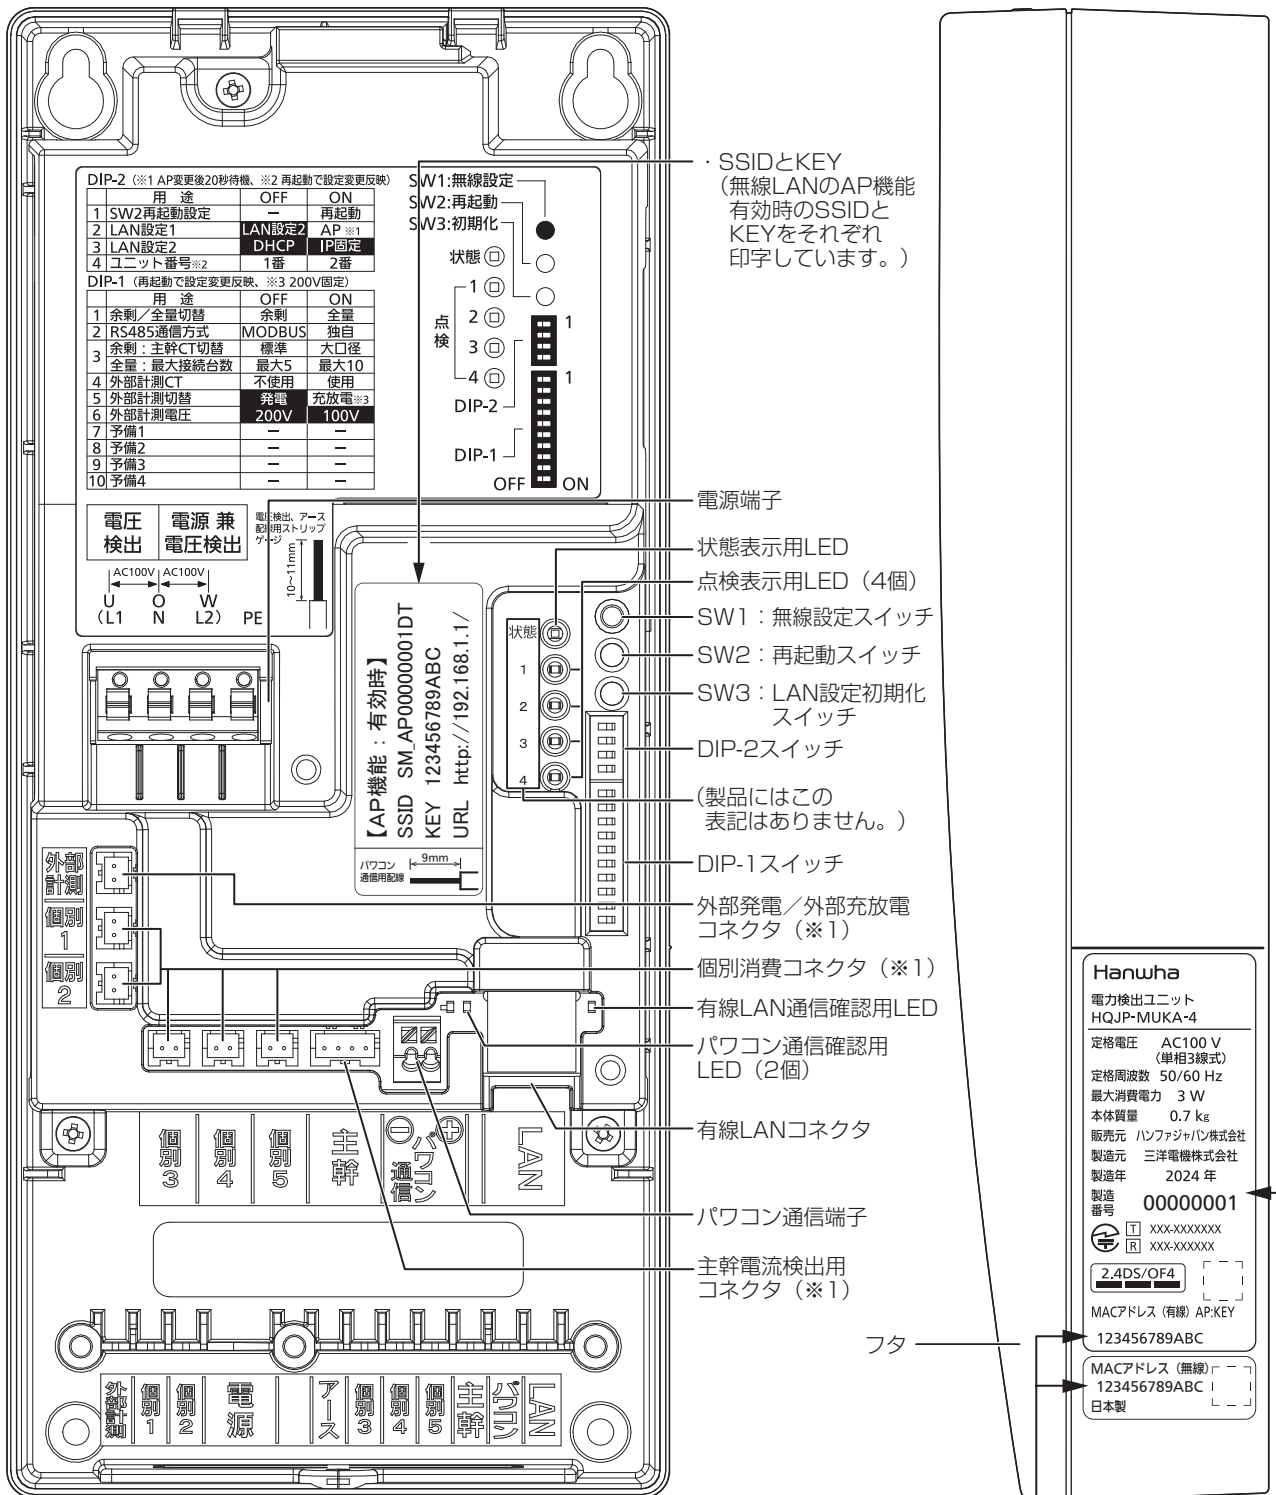 DIP-2（※1 AP変更後20秒待機、※2 再起動で設定変更反映）
用 途 OFF ON
1 SW2再起動設定 － 再起動
2 LAN設定1 LAN設定2 AP ※1
3 LAN設定2 DHCP IP固定
4 ユニット番号※2 1番 2番
DIP-1（再起動で設定変更反映、※3 200V固定）
用 途 OFF ON
1 余剰／全量切替 余剰 全量
2 RS485通信方式 MODBUS 独自
3 余剰：主幹CT切替 標準 大口径
全量：最大接続台数 最大5 最大10
4 外部計測CT 不使用 使用
5 外部計測切替 発電 充放電※3
6 外部計測電圧 200V 100V
7 予備1 － －
8 予備2 － －
9 予備3 － －
10 予備4 － －
SW1:無線設定
SW2:再起動
SW3:初期化
状態
点検
1
2
3
4
1
1
DIP-2
DIP-1
OFF ON
電圧
検出
電源 兼
電圧検出
電圧検出、アース
配線用ストリップ
ゲージ
10～11mm
AC100V AC100V
U O W
(L1 N L2) PE
【AP機能：有効時】
SSID SM_AP00000001DT
KEY 123456789ABC
URL http://192.168.1.1/
パワコン
通信用配線
9mm
状態
1
2
3
4
外部
計測
個別
1
個別
2
個別3
個別4
個別5
主幹
⊖ ⊕
パワコン通信
LAN
外部計測
個別1
個別2
電源
アース
個別3
個別4
個別5
主幹
パワコン
LAN
・SSIDとKEY
（無線LANのAP機能
有効時のSSIDと
KEYをそれぞれ
印字しています。）
電源端子
状態表示用LED
点検表示用LED（4個）
SW1：無線設定スイッチ
SW2：再起動スイッチ
SW3：LAN設定初期化
スイッチ
DIP-2スイッチ
（製品にはこの
表記はありません。）
DIP-1スイッチ
外部発電／外部充放電
コネクタ（※1）
個別消費コネクタ（※1）
有線LAN通信確認用LED
パワコン通信確認用
LED（2個）
有線LANコネクタ
パワコン通信端子
主幹電流検出用
コネクタ（※1）
フタ
Hanwha
電力検出ユニット
HQJP-MUKA-4
定格電圧 AC100 V
（単相3線式）
定格周波数 50/60 Hz
最大消費電力 3 W
本体質量 0.7 kg
販売元 ハンファジャパン株式会社
製造元 三洋電機株式会社
製造年 2024 年
製造
番号 00000001
T XXX-XXXXXXX
R XXX-XXXXXX
2.4DS/OF4
MACアドレス（有線）AP:KEY
123456789ABC
MACアドレス（無線）
123456789ABC
日本製